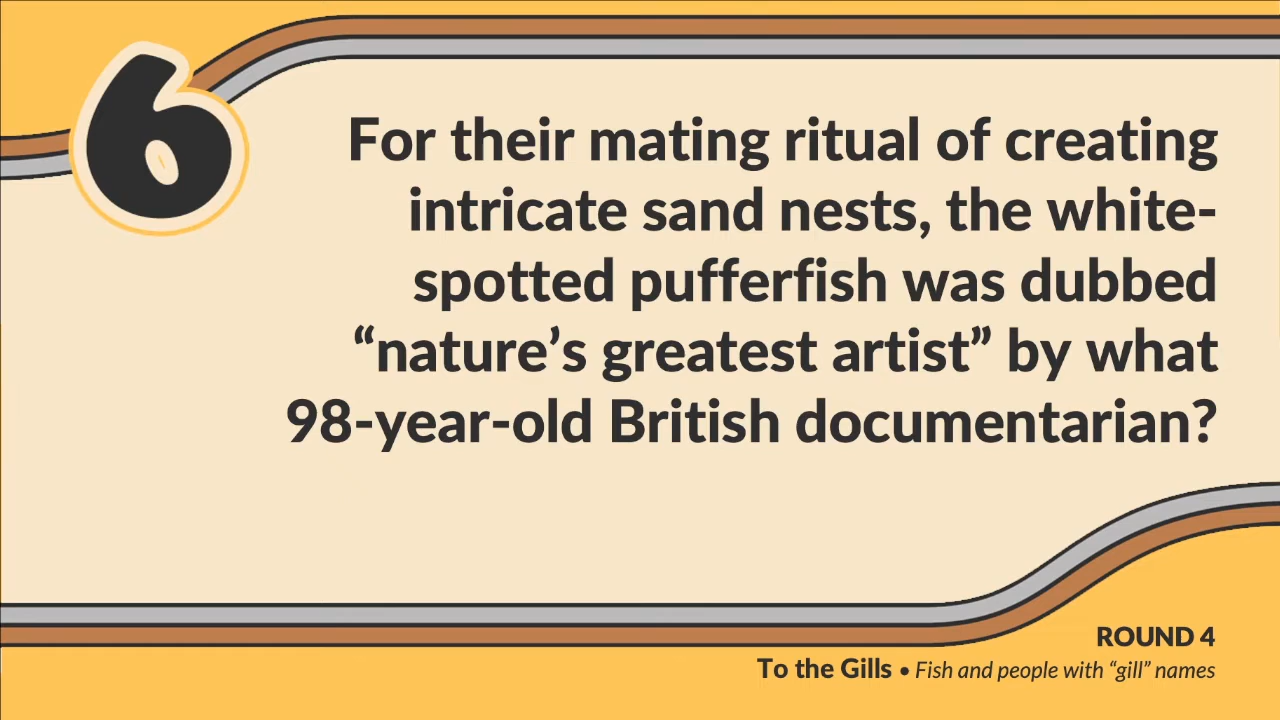 6
For their mating ritual of creating
intricate sand nests, the white-
spotted pufferfish was dubbed
“nature’s greatest artist” by what
98-year-old British documentarian?
ROUND 4
To the Gills • Fish and people with “gill” names